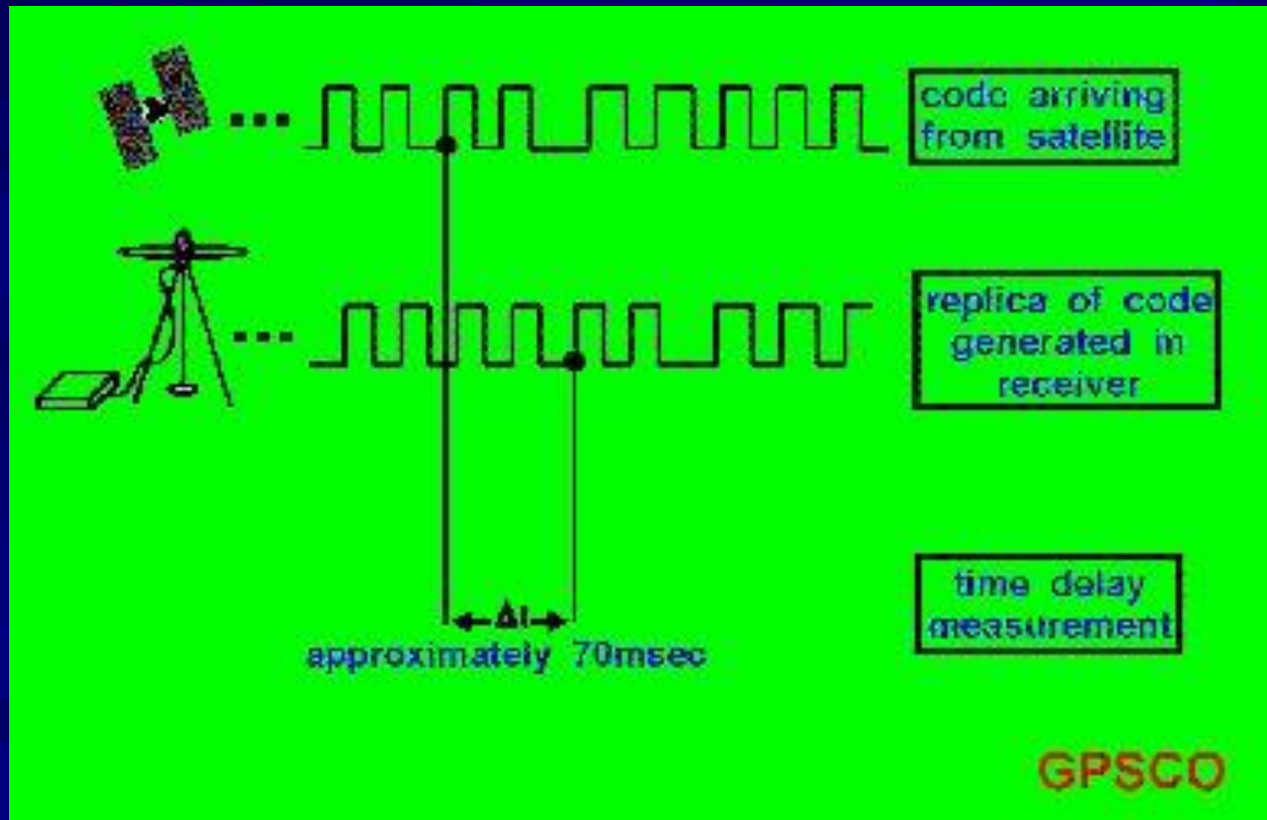 code arriving
from satellite
replica of code
generated in
receiver
time delay
measurement
Δt
approximately 70msec
GPSCO